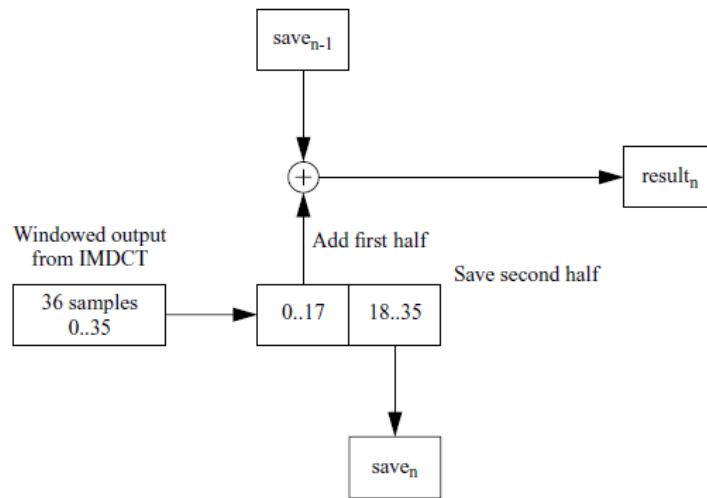 save_{n-1}
result_n
Add first half
Windowed output
from IMDCT
Save second half
36 samples
0..35
0..17
18..35
save_n